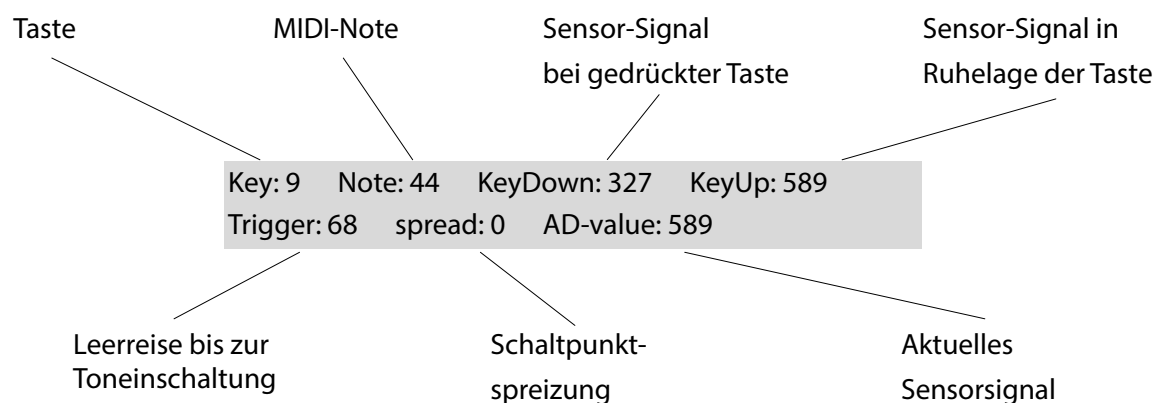 Taste MIDI-Note Sensor-Signal Sensor-Signal in
bei gedrückter Taste Ruhelage der Taste
Key: 9 Note: 44 KeyDown: 327 KeyUp: 589
Trigger: 68 spread: 0 AD-value: 589
Leerreise bis zur Schaltpunkt- Aktuelles
Toneinschaltung spreizung Sensorsignal